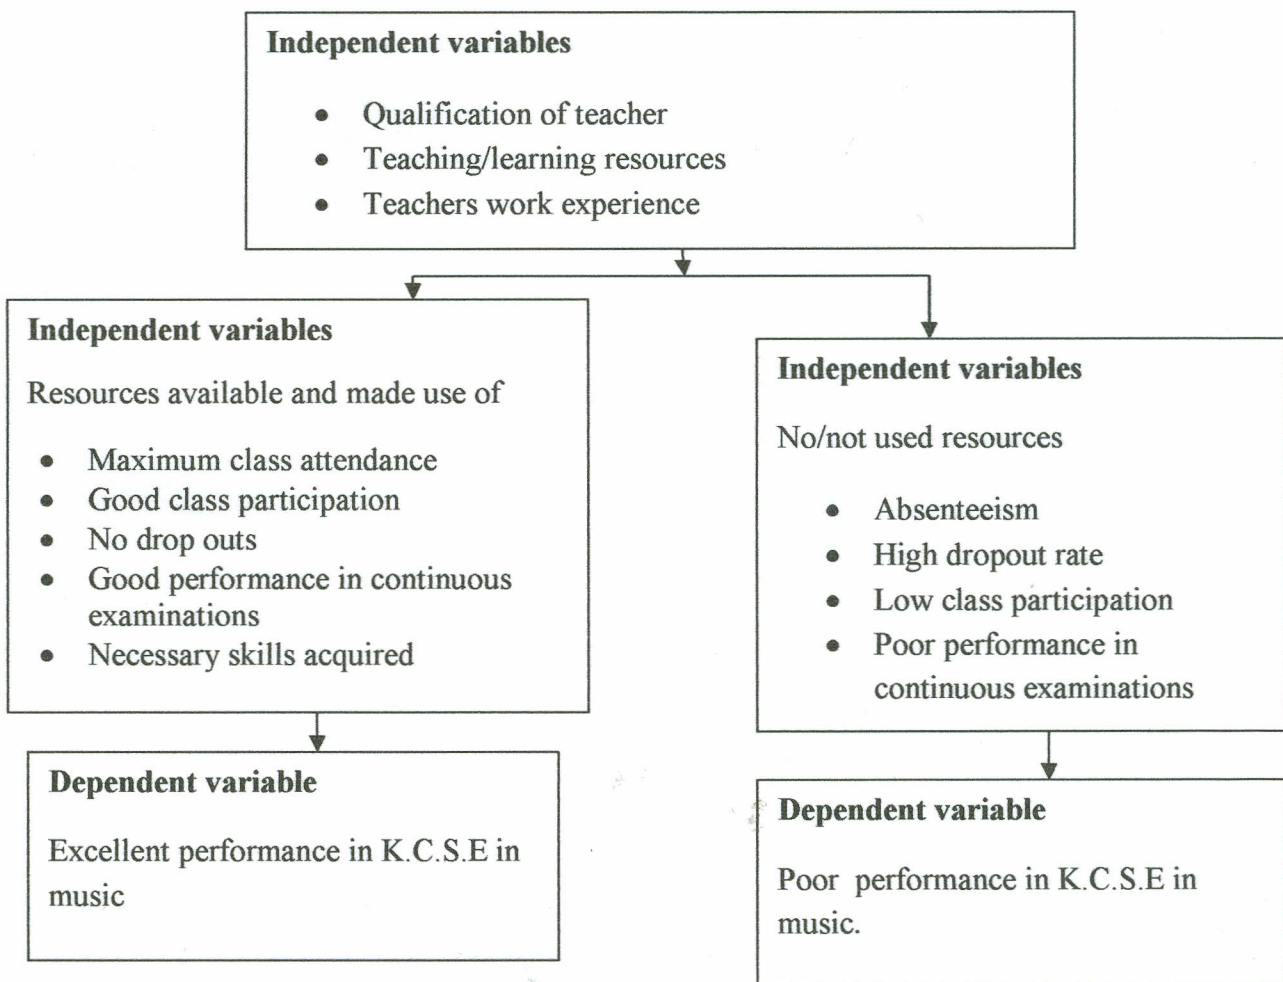 Independent variables
• Qualification of teacher
• Teaching/learning resources
• Teachers work experience
Independent variables
Resources available and made use of
• Maximum class attendance
• Good class participation
• No drop outs
• Good performance in continuous
examinations
• Necessary skills acquired
Dependent variable
Excellent performance in K.C.S.E in
music
Independent variables
No/not used resources
• Absenteeism
• High dropout rate
• Low class participation
• Poor performance in
continuous examinations
Dependent variable
Poor performance in K.C.S.E in
music.